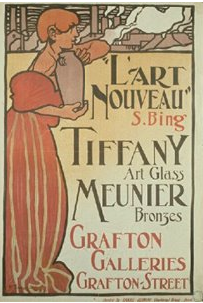 "L'ART
NOUVEAU"
S. Bing
TIFFANY
Art Glass
MEUNIER
Bronzes
GRAFTON
GALLERIES
GRAFTON-STREET